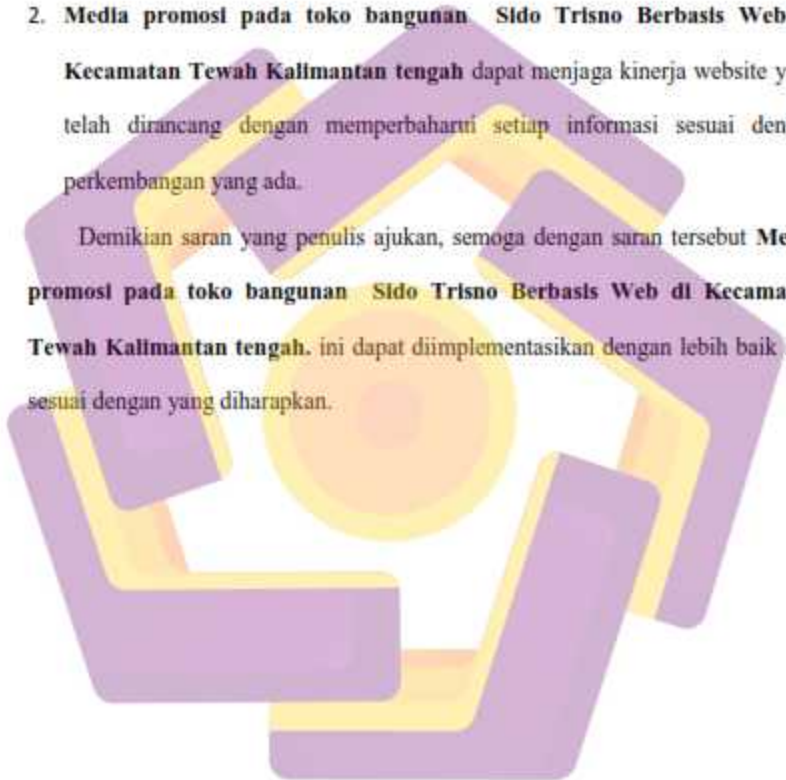 2. Media promosi pada toko bangunan Sido Trisno Berbasis Web
Kecamatan Tewah Kalimantan tengah dapat menjaga kinerja website y
telah dirancang dengan memperbaharui setiap informasi sesuai den
perkembangan yang ada.
Demikian saran yang penulis ajukan, semoga dengan saran tersebut Me
promosi pada toko bangunan Sido Trisno Berbasis Web di Kecama
Tewah Kalimantan tengah. ini dapat diimplementasikan dengan lebih baik
sesuai dengan yang diharapkan.